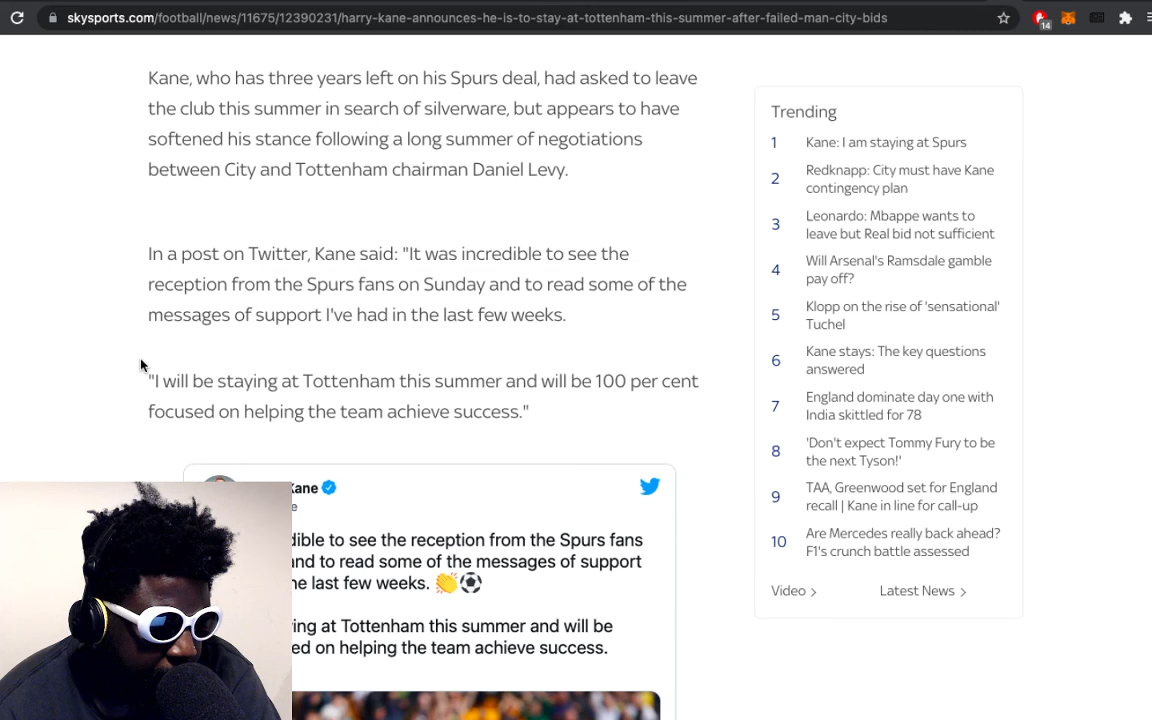 skysports.com/football/news/11675/12390231/harry-kane-announces-he-is-to-stay-at-tottenham-this-summer-after-failed-man-city-bids
14
Kane, who has three years left on his Spurs deal, had asked to leave
the club this summer in search of silverware, but appears to have
softened his stance following a long summer of negotiations
between City and Tottenham chairman Daniel Levy.
In a post on Twitter, Kane said: "It was incredible to see the
reception from the Spurs fans on Sunday and to read some of the
messages of support I've had in the last few weeks.
"I will be staying at Tottenham this summer and will be 100 per cent
focused on helping the team achieve success."
Kane
dible to see the reception from the Spurs fans
and to read some of the messages of support
he last few weeks. 👏⚽
ing at Tottenham this summer and will be
ed on helping the team achieve success.
Trending
1 Kane: I am staying at Spurs
2 Redknapp: City must have Kane
contingency plan
3 Leonardo: Mbappe wants to
leave but Real bid not sufficient
4 Will Arsenal's Ramsdale gamble
pay off?
5 Klopp on the rise of 'sensational'
Tuchel
6 Kane stays: The key questions
answered
7 England dominate day one with
India skittled for 78
8 'Don't expect Tommy Fury to be
the next Tyson!'
9 TAA, Greenwood set for England
recall | Kane in line for call-up
10 Are Mercedes really back ahead?
F1's crunch battle assessed
Video > Latest News >